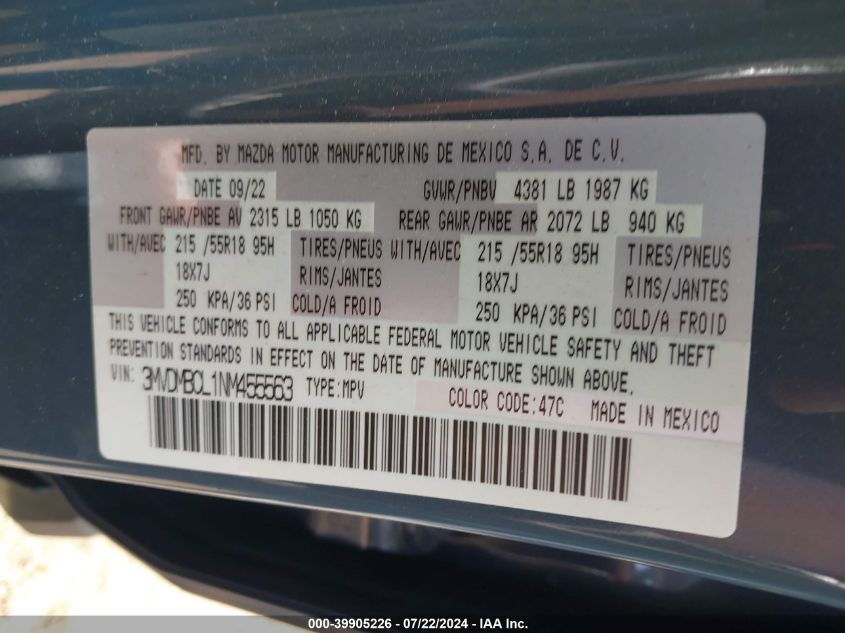 MFD. BY MAZDA MOTOR MANUFACTURING DE MEXICO S.A. DE C.V.
DATE 09/22 GVWR/PNBV 4381 LB 1987 KG
FRONT GAWR/PNBE AV 2315 LB 1050 KG REAR GAWR/PNBE AR 2072 LB 940 KG
WITH/AVEC 215 /55R18 95H TIRES/PNEUS WITH/AVEC 215 /55R18 95H TIRES/PNEUS
18X7J RIMS/JANTES 18X7J RIMS/JANTES
250 KPA/36 PSI COLD/A FROID 250 KPA/36 PSI COLD/A FROID
THIS VEHICLE CONFORMS TO ALL APPLICABLE FEDERAL MOTOR VEHICLE SAFETY AND THEFT
PREVENTION STANDARDS IN EFFECT ON THE DATE OF MANUFACTURE SHOWN ABOVE.
VIN: 3MVDMBCL1NM455563 TYPE:MPV COLOR CODE:47C MADE IN MEXICO
000-39905226 - 07/22/2024 - IAA Inc.